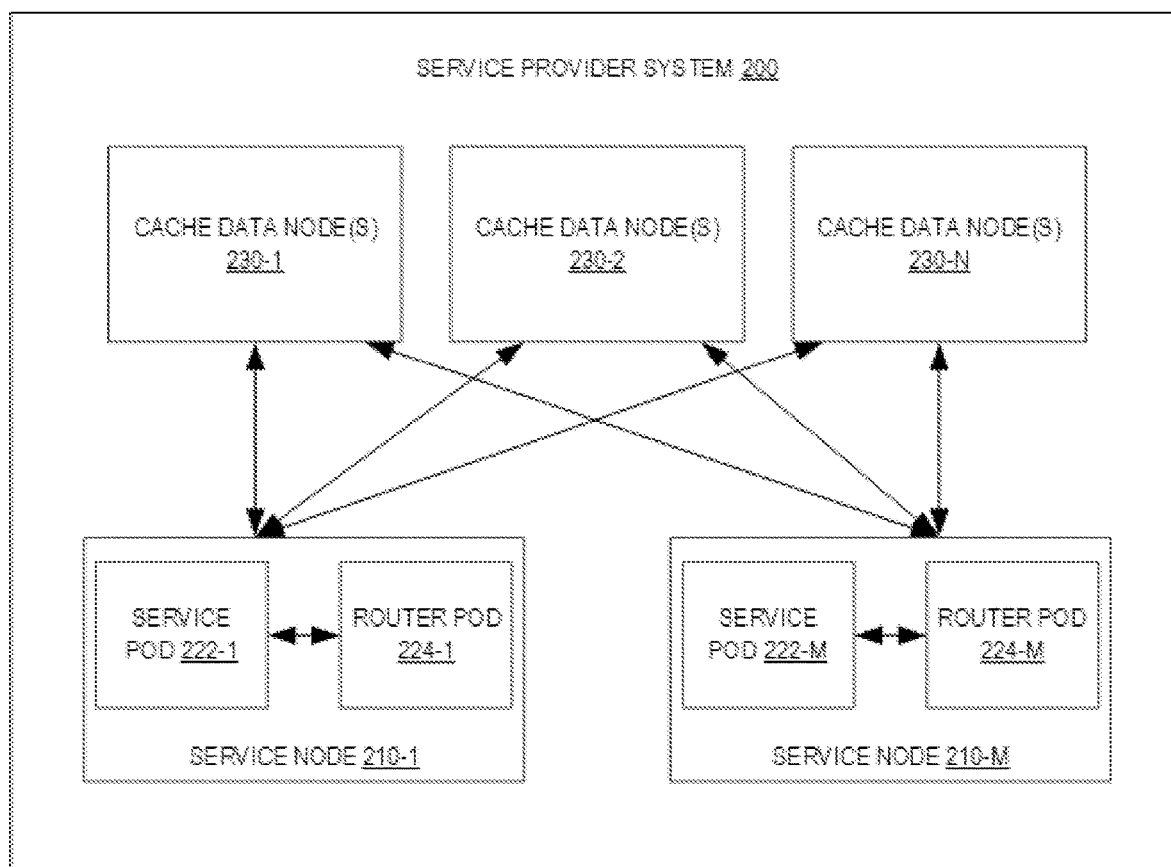 SERVICE PROVIDER SYSTEM 200
CACHE DATA NODE(S)
230-1
CACHE DATA NODE(S)
230-2
CACHE DATA NODE(S)
230-N
SERVICE
POD 222-1
ROUTER POD
224-1
SERVICE NODE 210-1
SERVICE
POD 222-M
ROUTER POD
224-M
SERVICE NODE 210-M